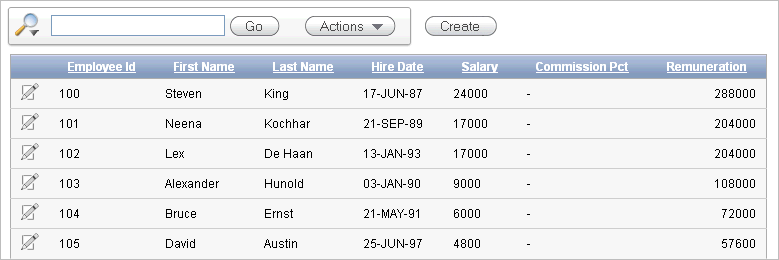 Go Actions Create
Employee Id First Name Last Name Hire Date Salary Commission Pct Remuneration
100 Steven King 17-JUN-87 24000 - 288000
101 Neena Kochhar 21-SEP-89 17000 - 204000
102 Lex De Haan 13-JAN-93 17000 - 204000
103 Alexander Hunold 03-JAN-90 9000 - 108000
104 Bruce Ernst 21-MAY-91 6000 - 72000
105 David Austin 25-JUN-97 4800 - 57600